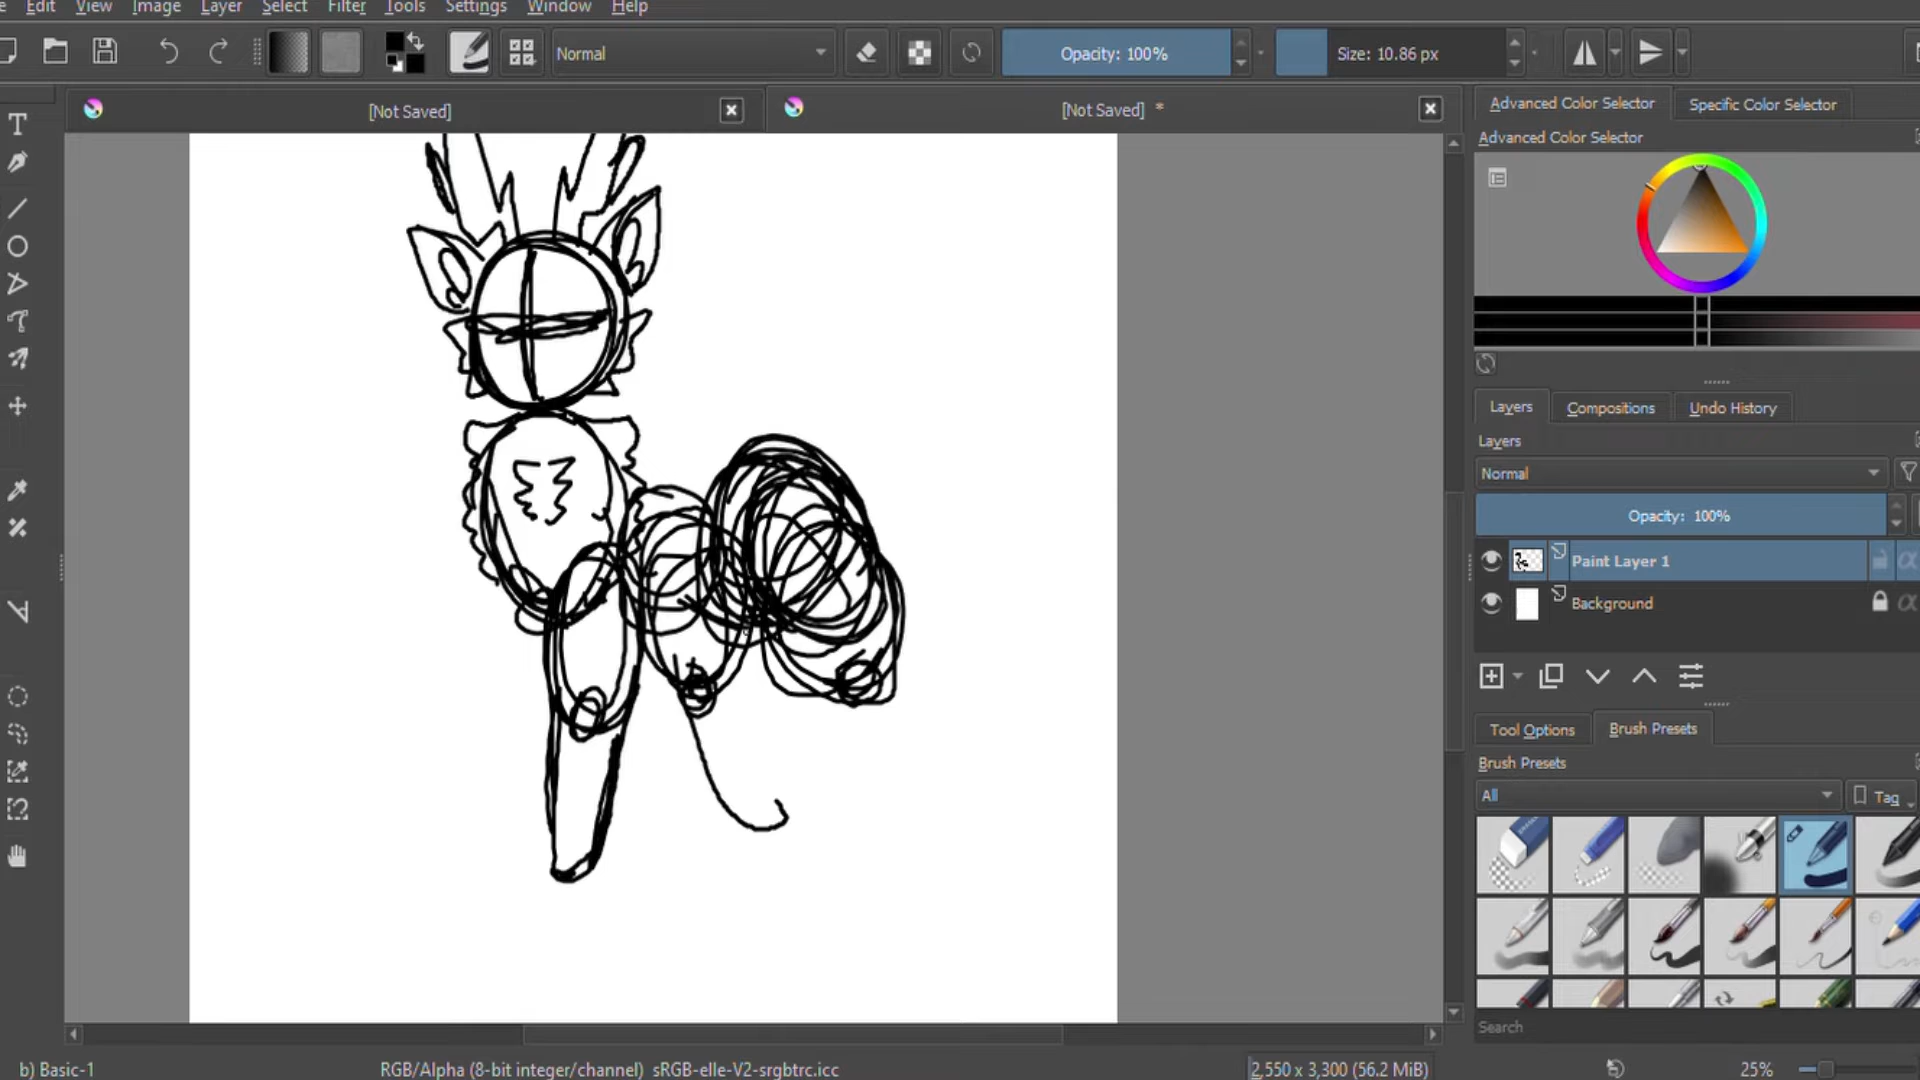 Edit View Image Layer Select Filter Tools Settings Window Help
Normal Opacity: 100% Size: 10.86 px
[Not Saved] [Not Saved] *
Advanced Color Selector Specific Color Selector
Advanced Color Selector
Layers Compositions Undo History
Layers
Normal
Opacity: 100%
Paint Layer 1
Background
Tool Options Brush Presets
Brush Presets
All Tag
Search
b) Basic-1 RGB/Alpha (8-bit integer/channel) sRGB-elle-V2-srgbtrc.icc 2,550 x 3,300 (56.2 MiB) 25%